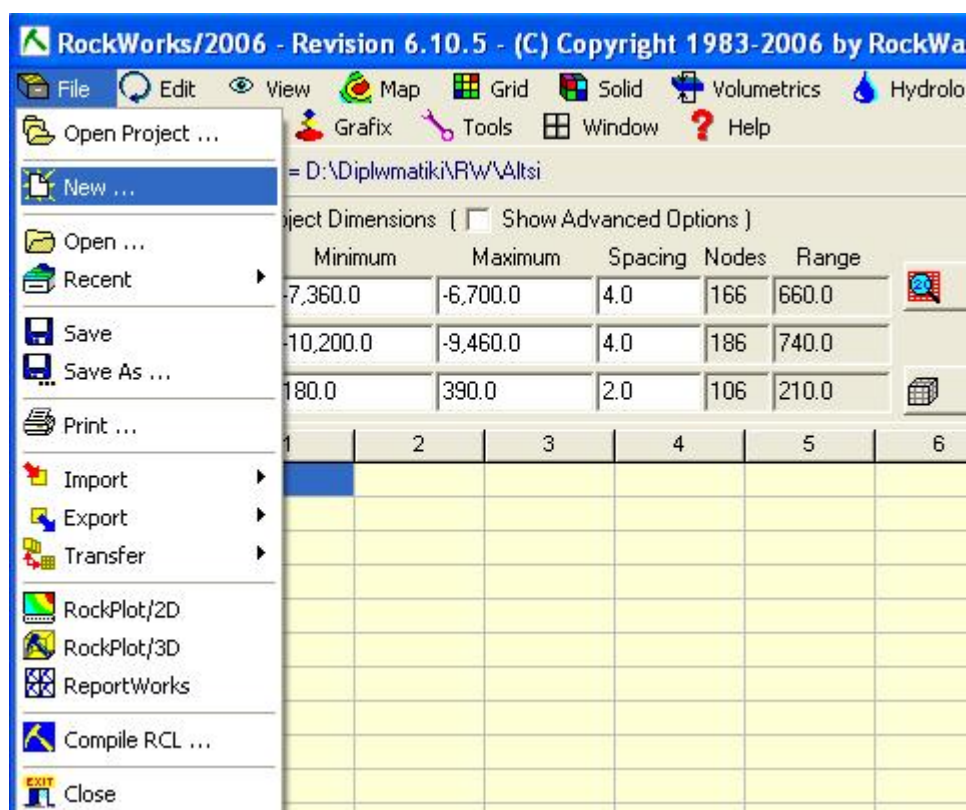 RockWorks/2006 - Revision 6.10.5 - (C) Copyright 1983-2006 by RockWa
File Edit View Map Grid Solid Volumetrics Hydrolo
Grafix Tools Window Help
Open Project ...
New ...
= D:\Diplwmatiki\RW\Altsi
ject Dimensions ( Show Advanced Options )
Open ...
Minimum Maximum Spacing Nodes Range
Recent
-7,360.0 -6,700.0 4.0 166 660.0
Save
-10,200.0 -9,460.0 4.0 186 740.0
Save As ...
180.0 390.0 2.0 106 210.0
Print ...
1 2 3 4 5 6
Import
Export
Transfer
RockPlot/2D
RockPlot/3D
ReportWorks
Compile RCL ...
EXIT
Close